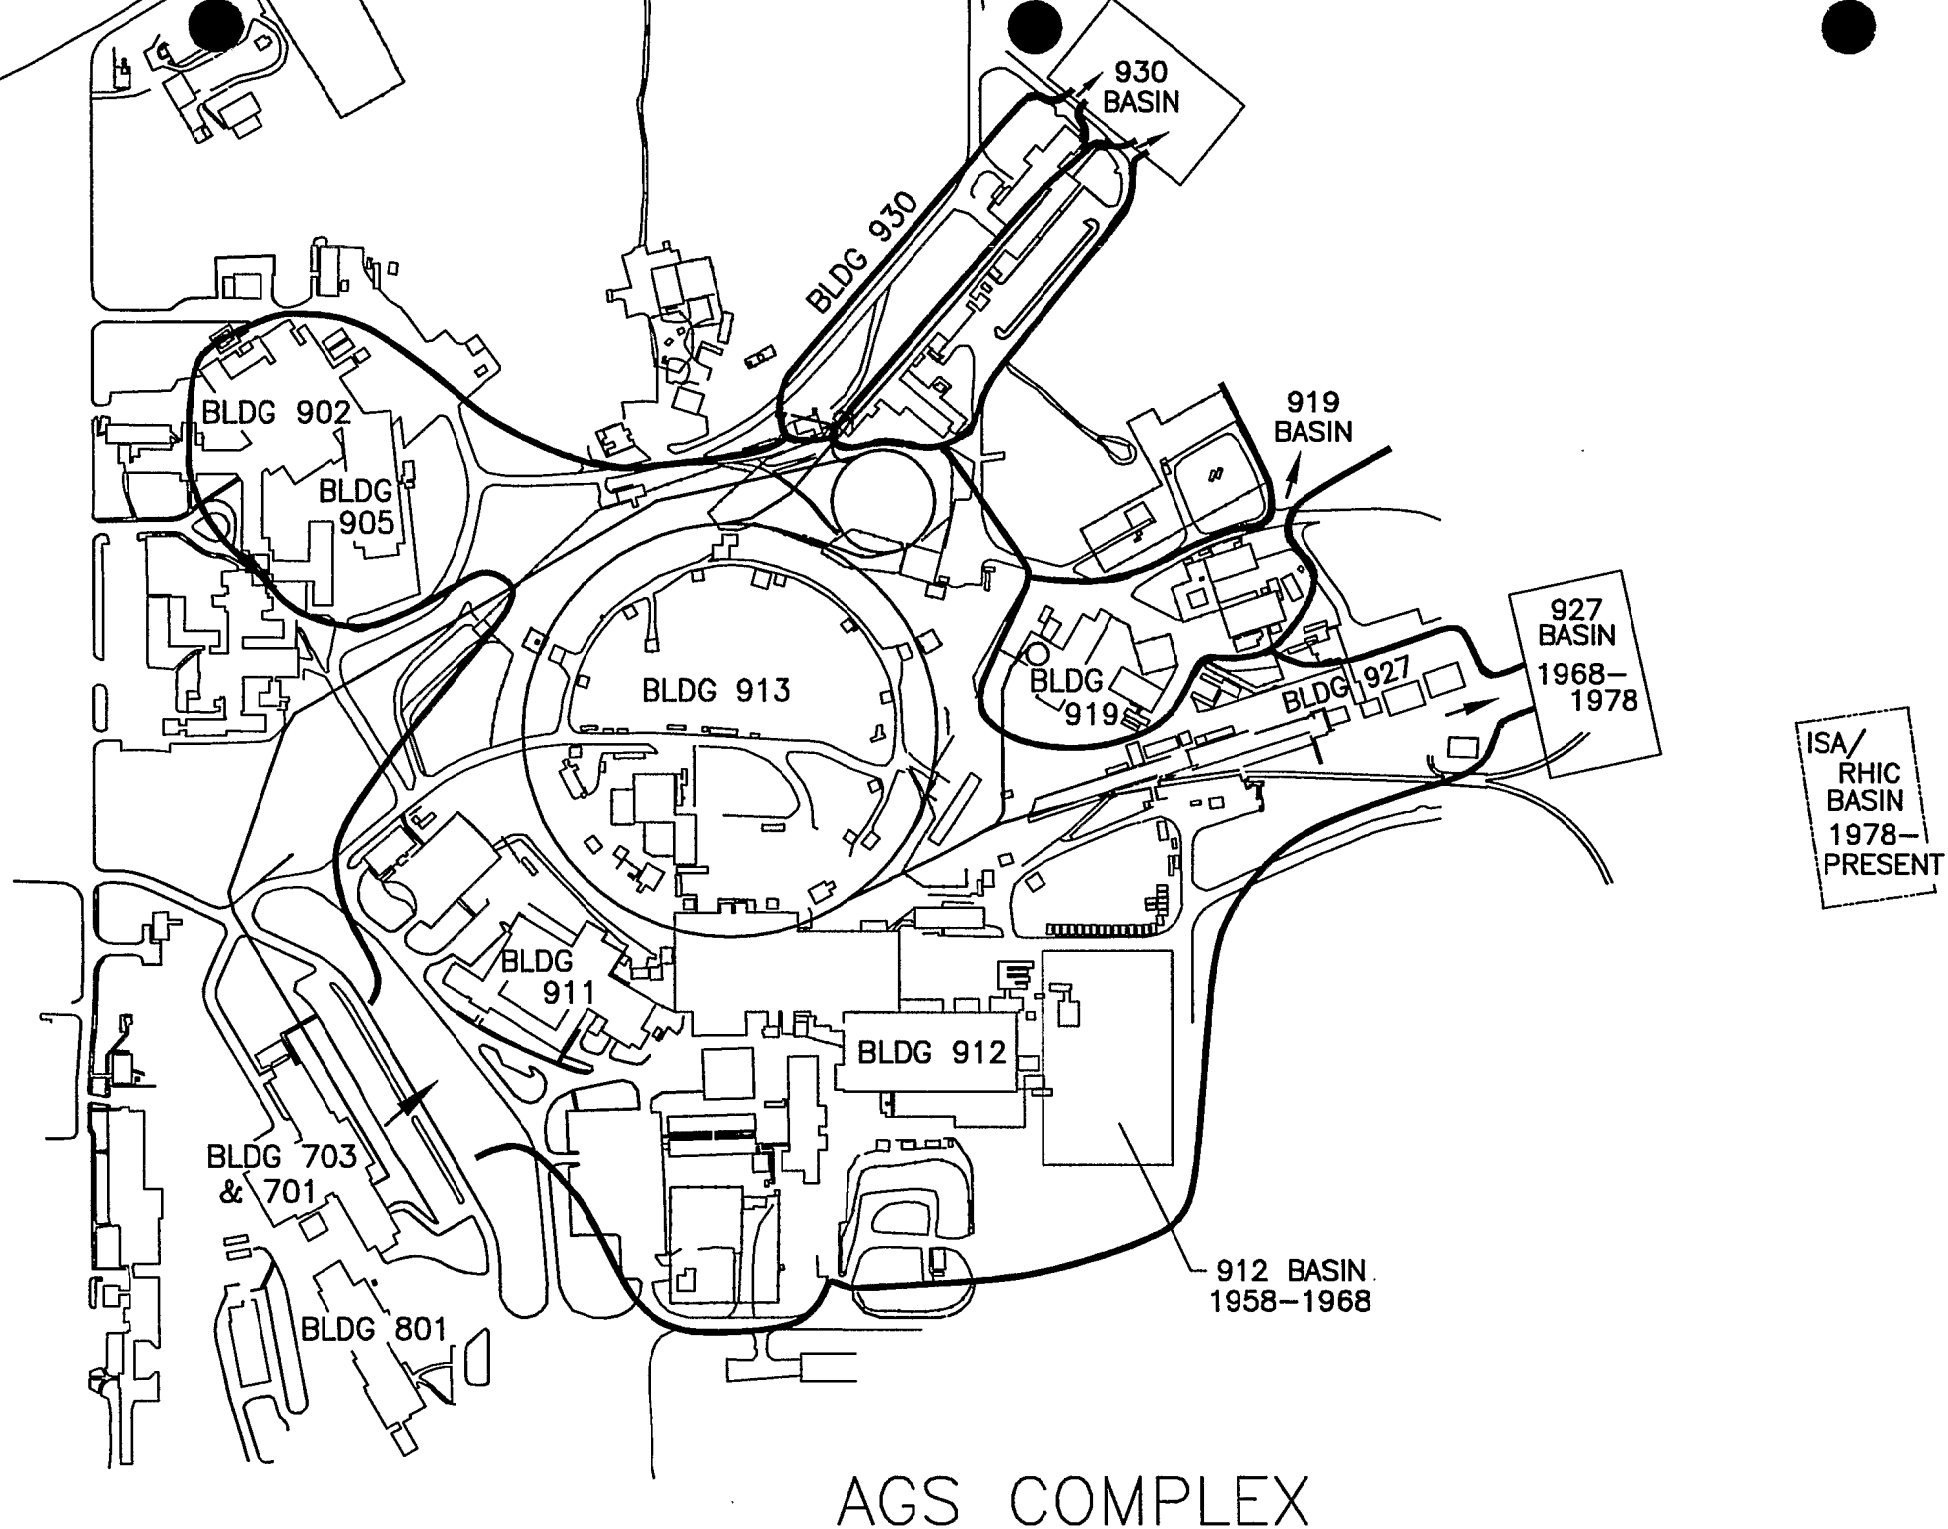 930
BASIN
BLDG 930
919
BASIN
BLDG 902
BLDG
905
927
BASIN
1968-
1978
BLDG 913
BLDG
919
BLDG 927
ISA/
RHIC
BASIN
1978-
PRESENT
BLDG
911
BLDG 912
BLDG 703
& 701
912 BASIN
1958-1968
BLDG 801
AGS COMPLEX